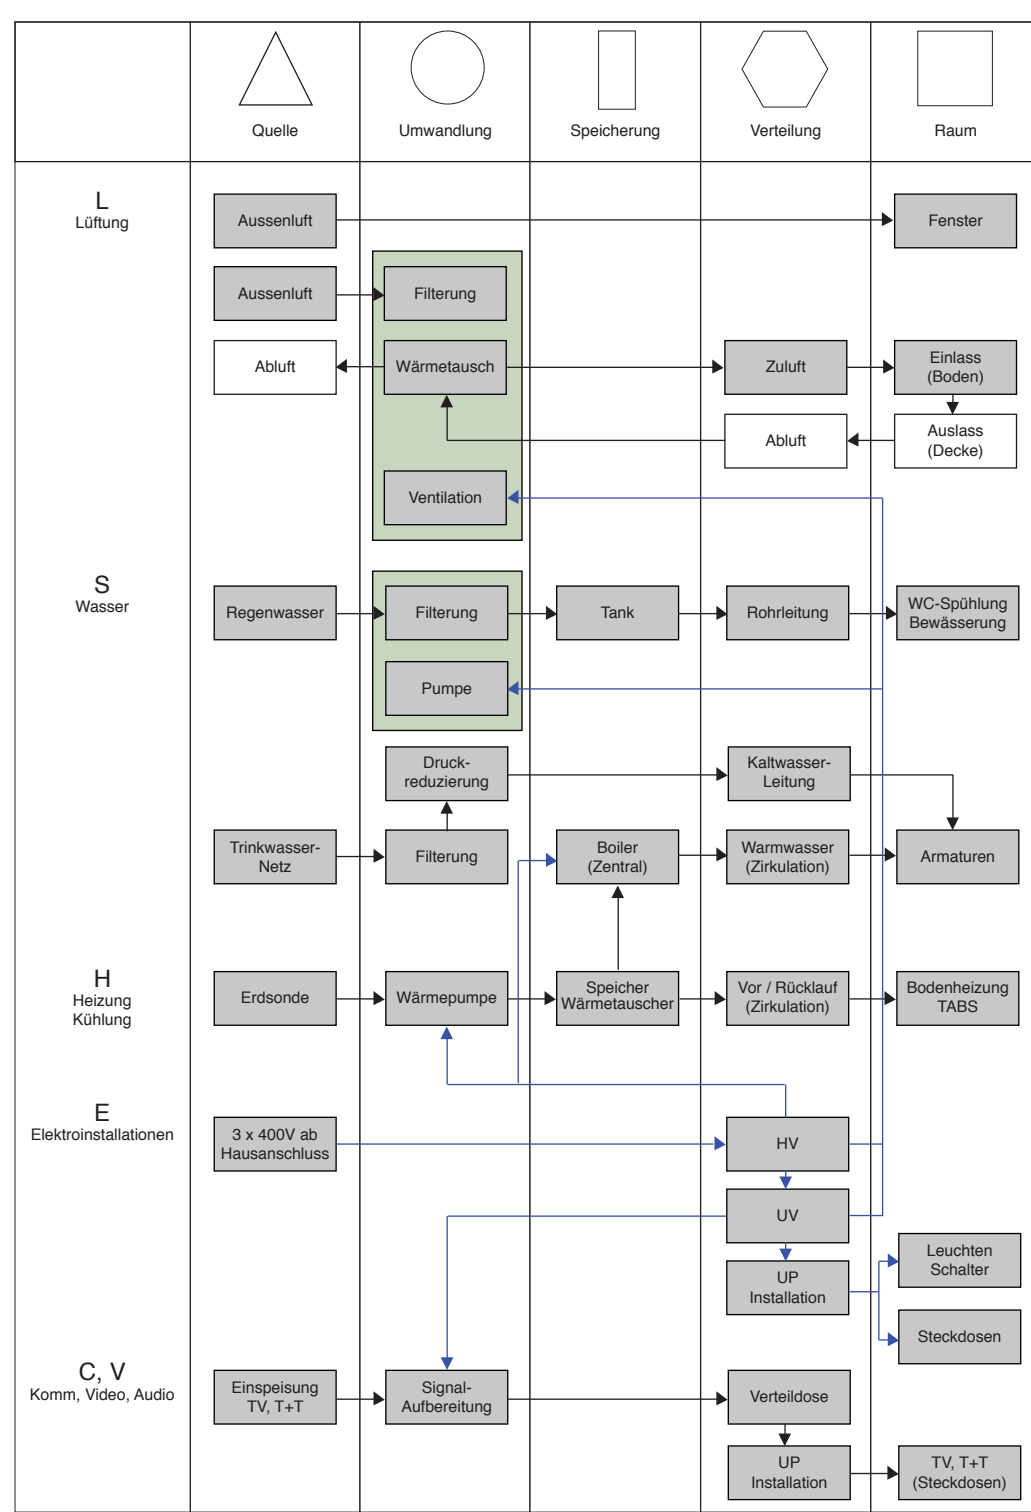 Quelle
Umwandlung
Speicherung
Verteilung
Raum
L
Lüftung
Aussenluft
Fenster
Aussenluft
Filterung
Abluft
Wärmetausch
Zuluft
Einlass
(Boden)
Abluft
Auslass
(Decke)
Ventilation
S
Wasser
Regenwasser
Filterung
Tank
Rohrleitung
WC-Spühlung
Bewässerung
Pumpe
Druck-
reduzierung
Kaltwasser-
Leitung
Trinkwasser-
Netz
Filterung
Boiler
(Zentral)
Warmwasser
(Zirkulation)
Armaturen
H
Heizung
Kühlung
Erdsonde
Wärmepumpe
Speicher
Wärmetauscher
Vor / Rücklauf
(Zirkulation)
Bodenheizung
TABS
E
Elektroinstallationen
3 x 400V ab
Hausanschluss
HV
UV
UP
Installation
Leuchten
Schalter
Steckdosen
C, V
Komm, Video, Audio
Einspeisung
TV, T+T
Signal-
Aufbereitung
Verteildose
UP
Installation
TV, T+T
(Steckdosen)